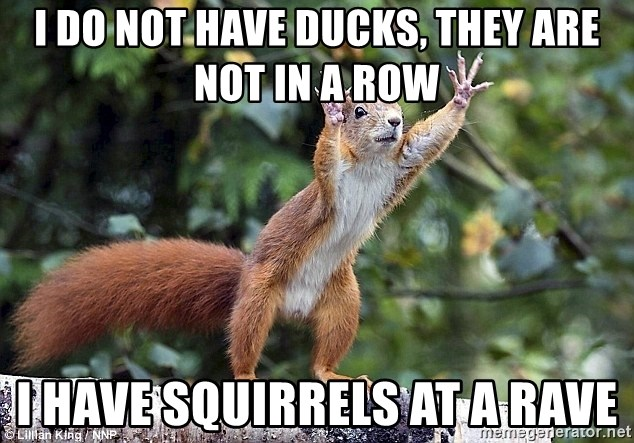 I DO NOT HAVE DUCKS, THEY ARE
NOT IN A ROW
I HAVE SQUIRRELS AT A RAVE
© Lillian King / NNP
memegenerator.net